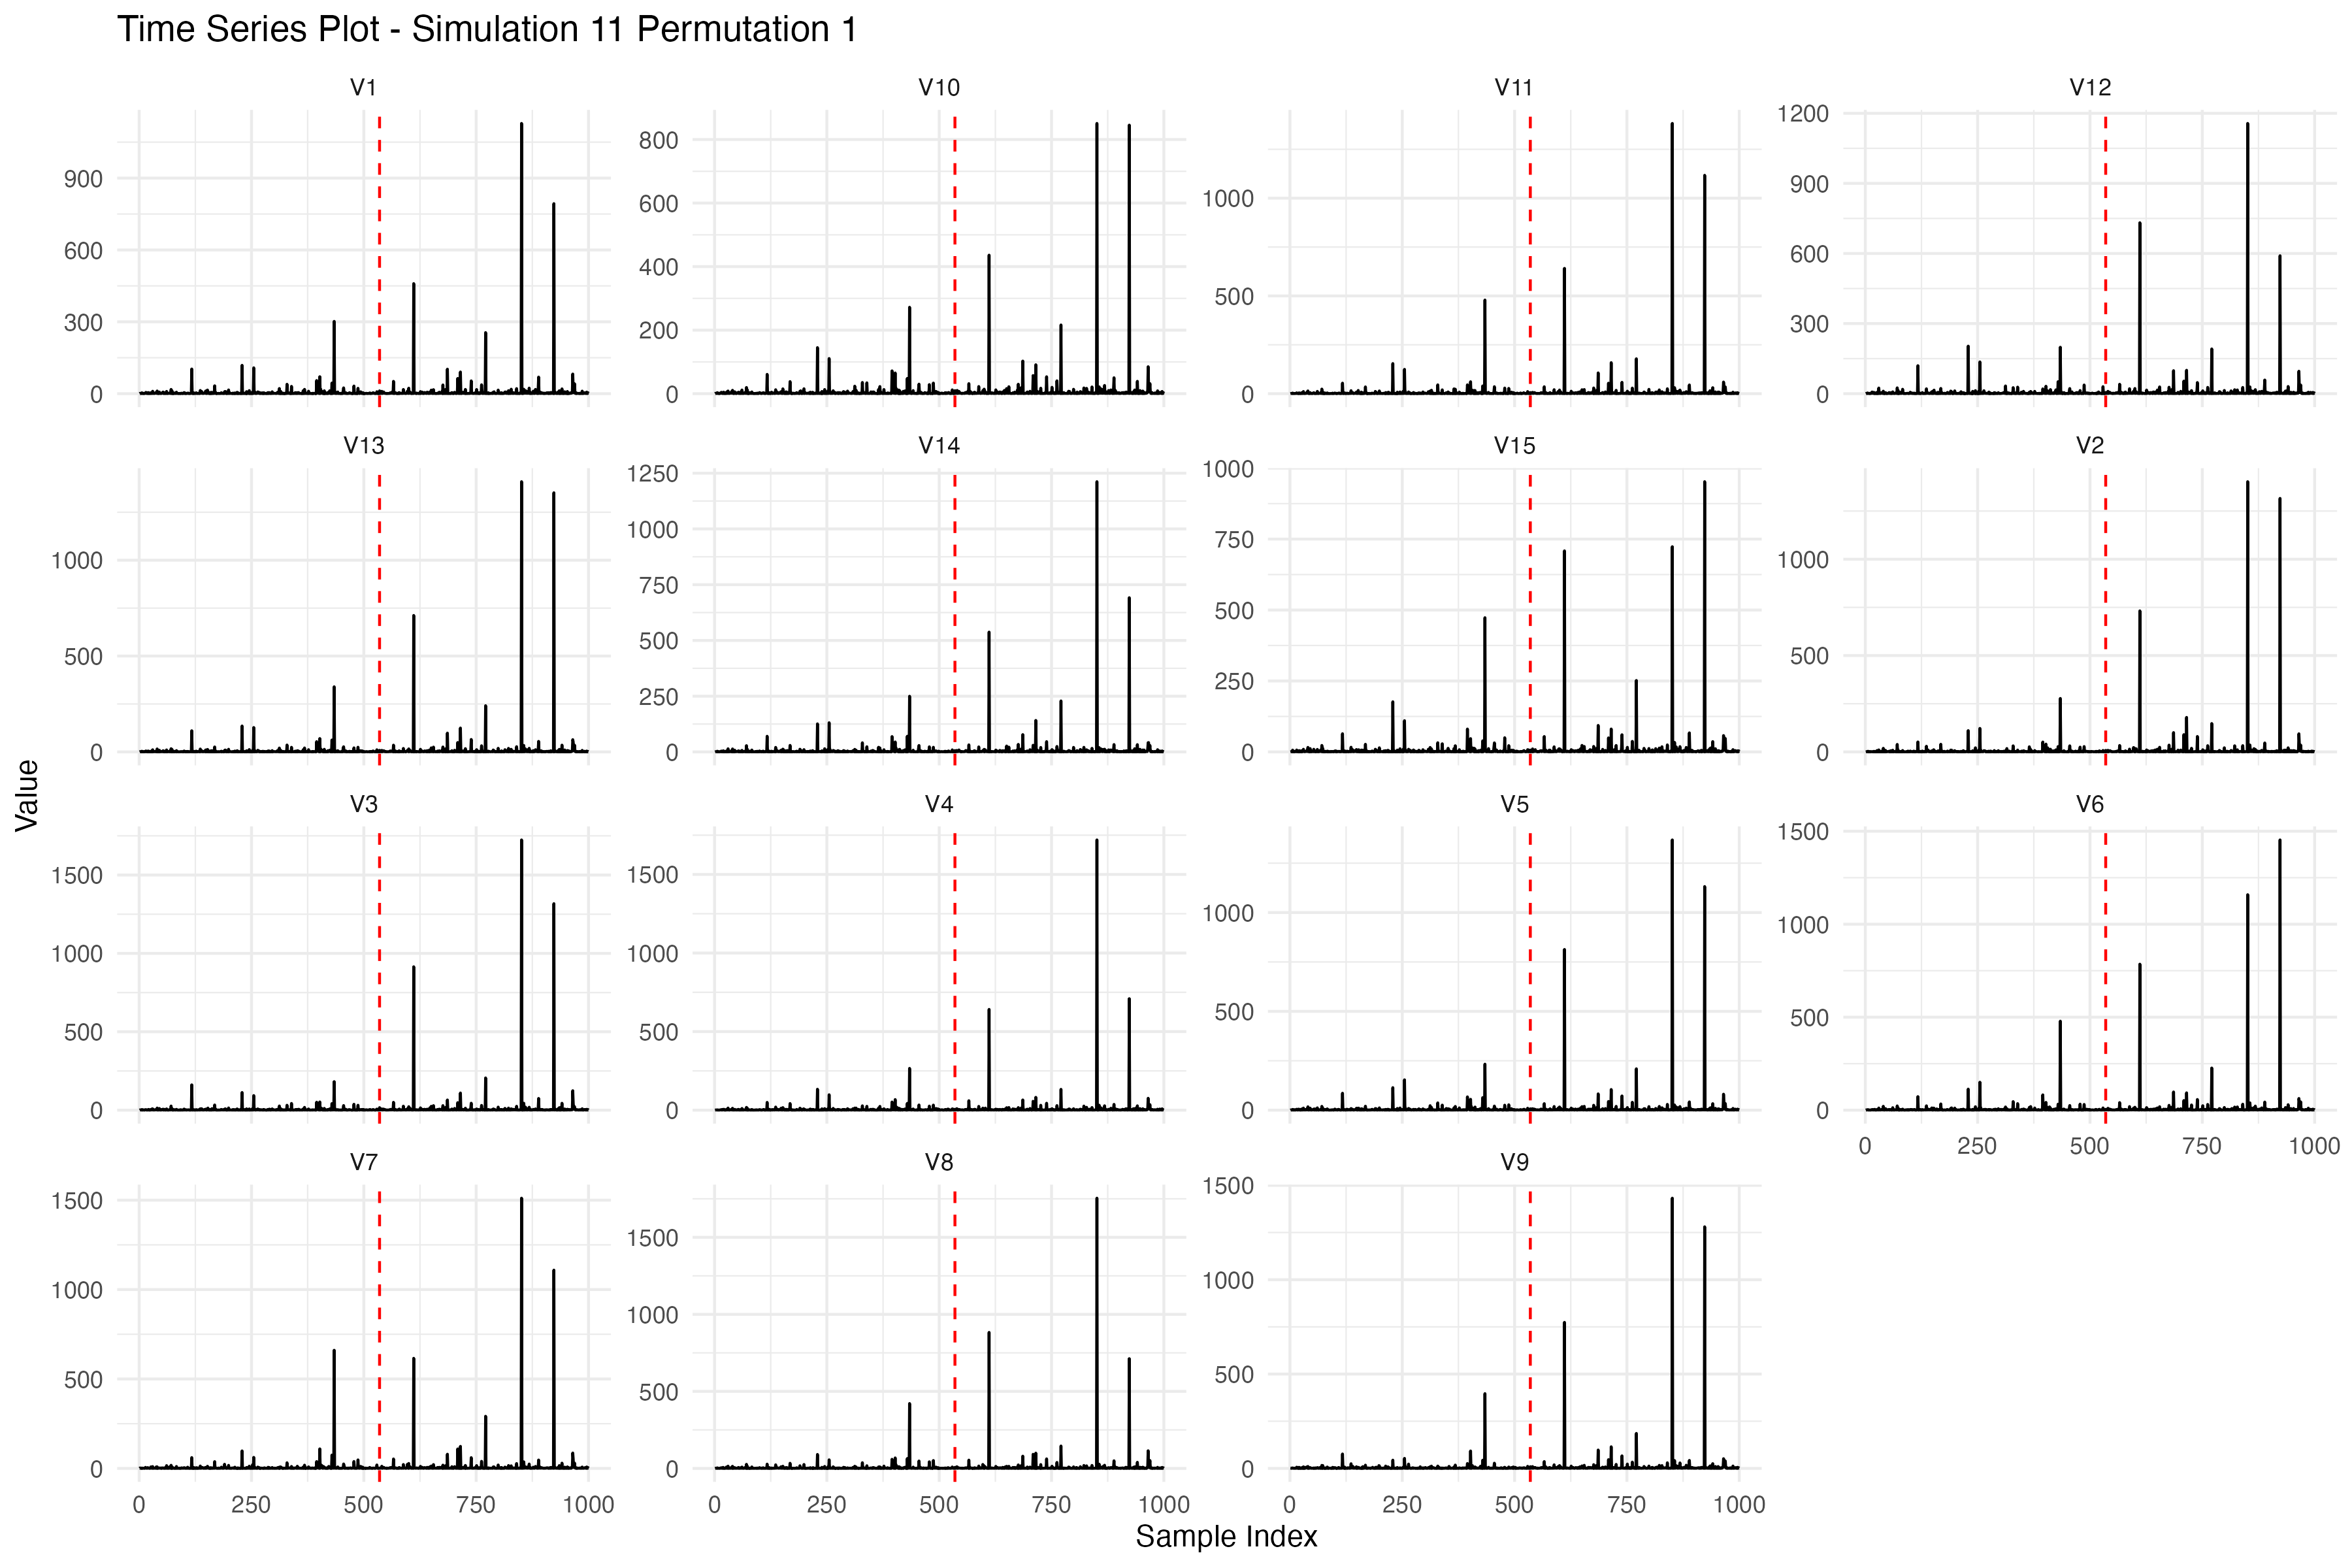 Time Series Plot - Simulation 11 Permutation 1
V1
V10
V11
V12
900
600
300
0
800
600
400
200
0
1000
500
0
1200
900
600
300
0
V13
V14
V15
V2
1000
500
0
1250
1000
750
500
250
0
1000
750
500
250
0
1000
500
0
Value
V3
V4
V5
V6
1500
1000
500
0
1500
1000
500
0
1000
500
0
1500
1000
500
0
0 250 500 750 1000
V7
V8
V9
1500
1000
500
0
1500
1000
500
0
1500
1000
500
0
0 250 500 750 1000
0 250 500 750 1000
0 250 500 750 1000
Sample Index